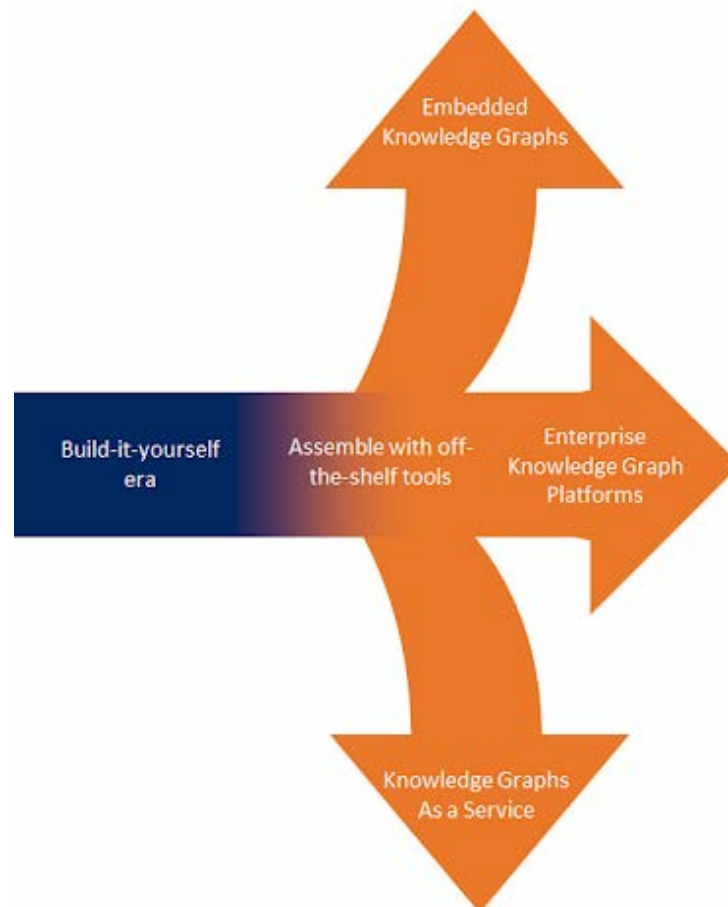 Embedded
Knowledge Graphs
Build-it-yourself
era
Assemble with off-
the-shelf tools
Enterprise
Knowledge Graph
Platforms
Knowledge Graphs
As a Service